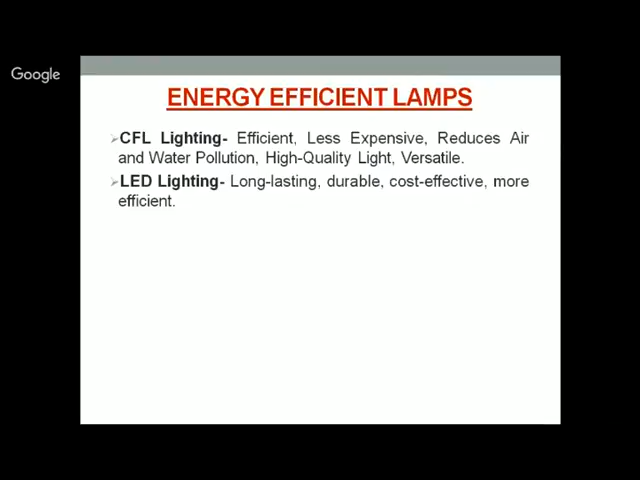 Google
ENERGY EFFICIENT LAMPS
➢CFL Lighting- Efficient, Less Expensive, Reduces Air
and Water Pollution, High-Quality Light, Versatile.
➢LED Lighting- Long-lasting, durable, cost-effective, more
efficient.